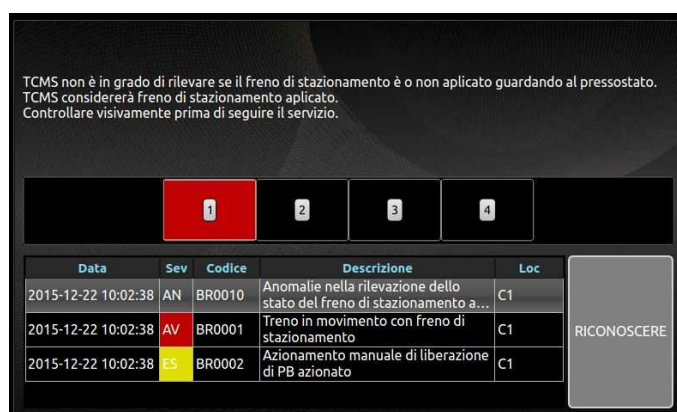 TCMS non è in grado di rilevare se il freno di stazionamento è o non aplicato guardando al pressostato.
TCMS considererà freno di stazionamento aplicato.
Controllare visivamente prima di seguire il servizio.
1 2 3 4
Data Sev Codice Descrizione Loc
2015-12-22 10:02:38 AN BR0010 Anomalie nella rilevazione dello
stato del freno di stazionamento a... C1
2015-12-22 10:02:38 AV BR0001 Treno in movimento con freno di
stazionamento C1
2015-12-22 10:02:38 ES BR0002 Azionamento manuale di liberazione
di PB azionato C1
RICONOSCERE